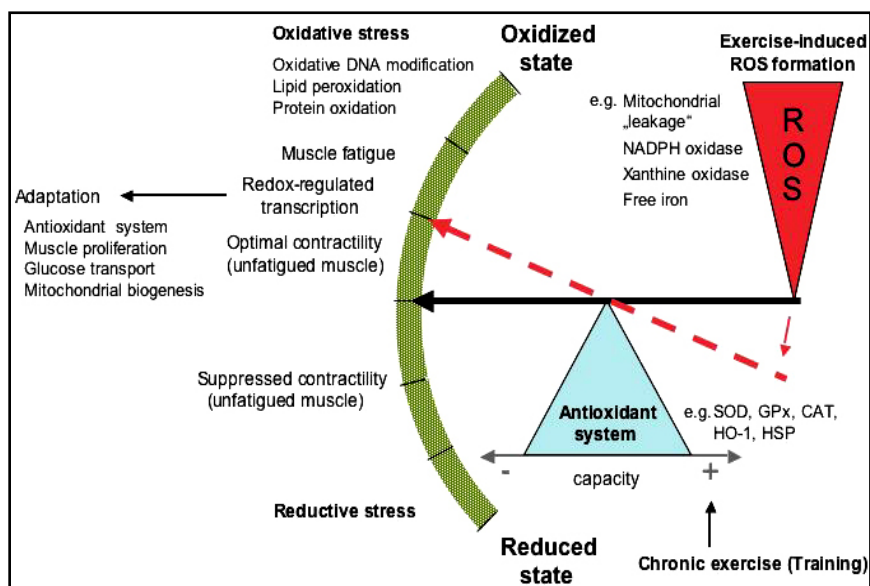 Oxidative stress
Oxidative DNA modification
Lipid peroxidation
Protein oxidation
Oxidized
state
Exercise-induced
ROS formation
e.g. Mitochondrial
„leakage“
NADPH oxidase
Xanthine oxidase
Free iron
ROS
Muscle fatigue
Redox-regulated
transcription
Adaptation
Antioxidant system
Muscle proliferation
Glucose transport
Mitochondrial biogenesis
Optimal contractility
(unfatigued muscle)
Suppressed contractility
(unfatigued muscle)
Antioxidant
system
e.g. SOD, GPx, CAT,
HO-1, HSP
- +
capacity
Reductive stress
Reduced
state
Chronic exercise (Training)